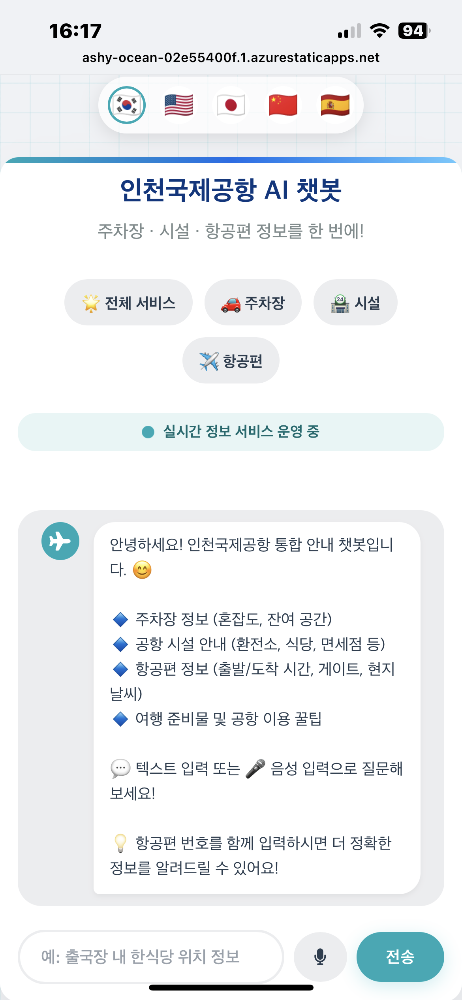 16:17
94
ashy-ocean-02e55400f.1.azurestaticapps.net
인천국제공항 AI 챗봇
주차장 · 시설 · 항공편 정보를 한 번에!
🌟 전체 서비스 🚗 주차장 🏪 24 시설
✈️ 항공편
실시간 정보 서비스 운영 중
안녕하세요! 인천국제공항 통합 안내 챗봇입니
다. 😊
🔷 주차장 정보 (혼잡도, 잔여 공간)
🔷 공항 시설 안내 (환전소, 식당, 면세점 등)
🔷 항공편 정보 (출발/도착 시간, 게이트, 현지
날씨)
🔷 여행 준비물 및 공항 이용 꿀팁
💬 텍스트 입력 또는 🎤 음성 입력으로 질문해
보세요!
💡 항공편 번호를 함께 입력하시면 더 정확한
정보를 알려드릴 수 있어요!
예: 출국장 내 한식당 위치 정보
전송